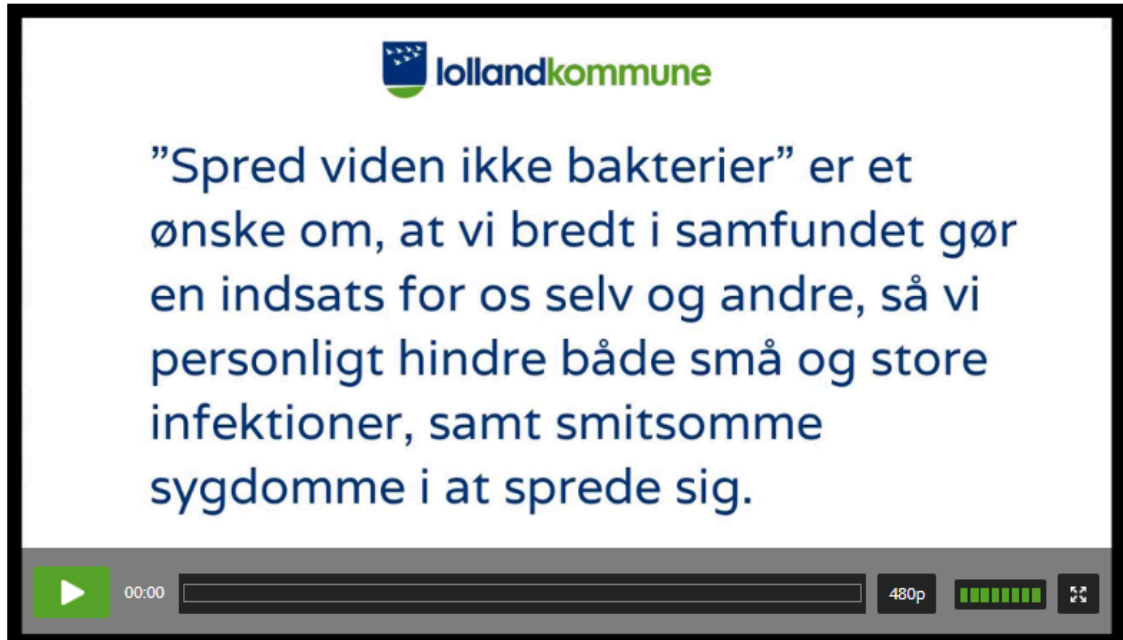 lollandkommune
”Spred viden ikke bakterier” er et
ønske om, at vi bredt i samfundet gør
en indsats for os selv og andre, så vi
personligt hindre både små og store
infektioner, samt smitsomme
sygdomme i at sprede sig.
00:00 480p